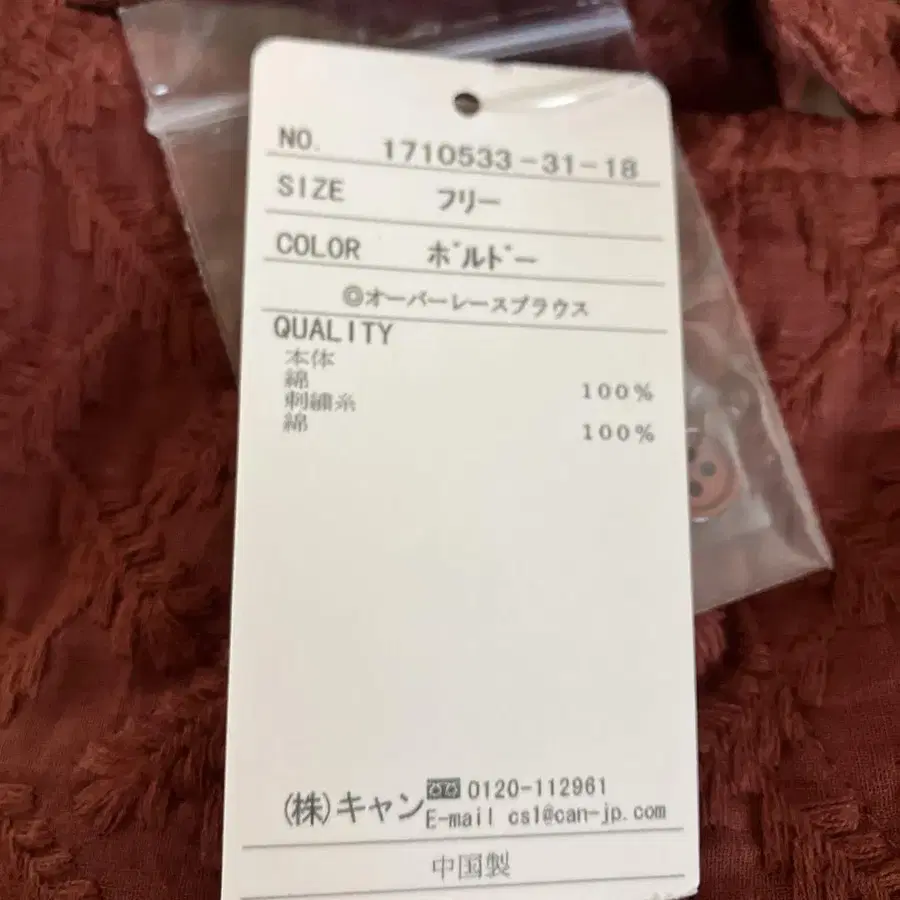 NO. 1710533-31-18
SIZE フリー
COLOR ボルドー
◎オーバーレースブラウス
QUALITY
本体
綿 100%
刺繍糸
綿 100%
(株)キャン 0120-112961
E-mail cs1@can-jp.com
中国製